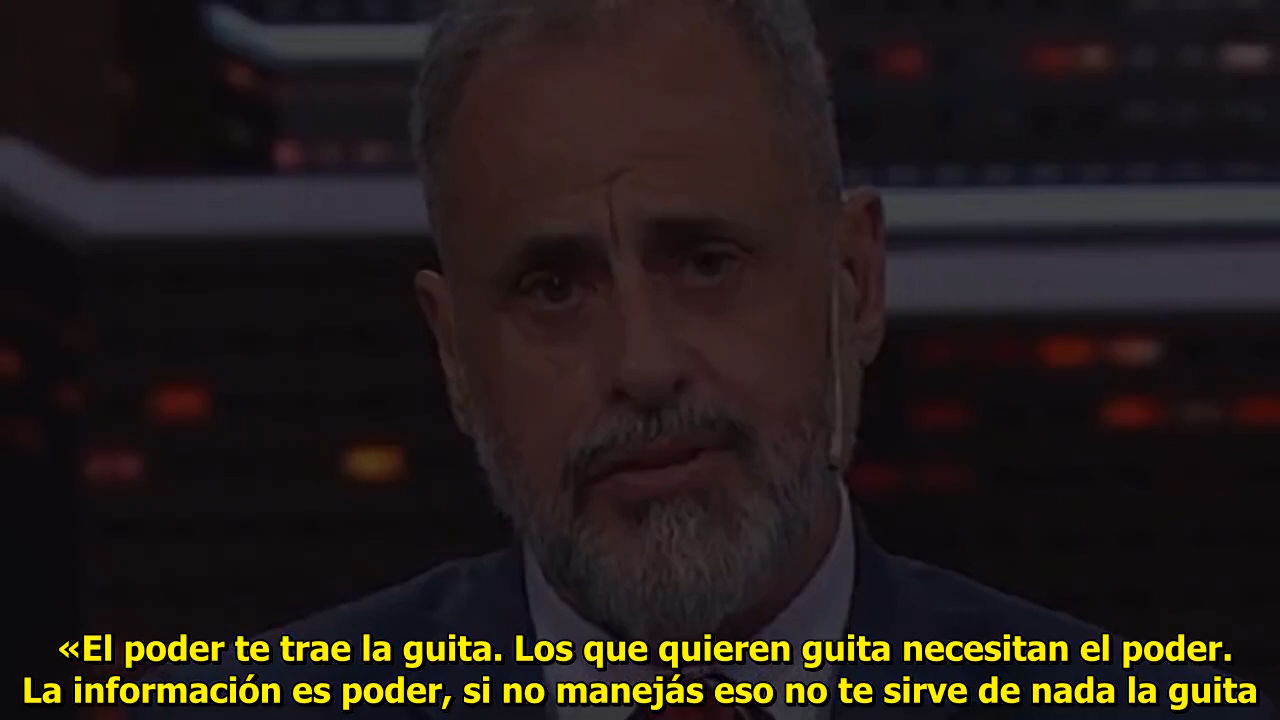 «El poder te trae la guita. Los que quieren guita necesitan el poder.
La información es poder, si no manejás eso no te sirve de nada la guita